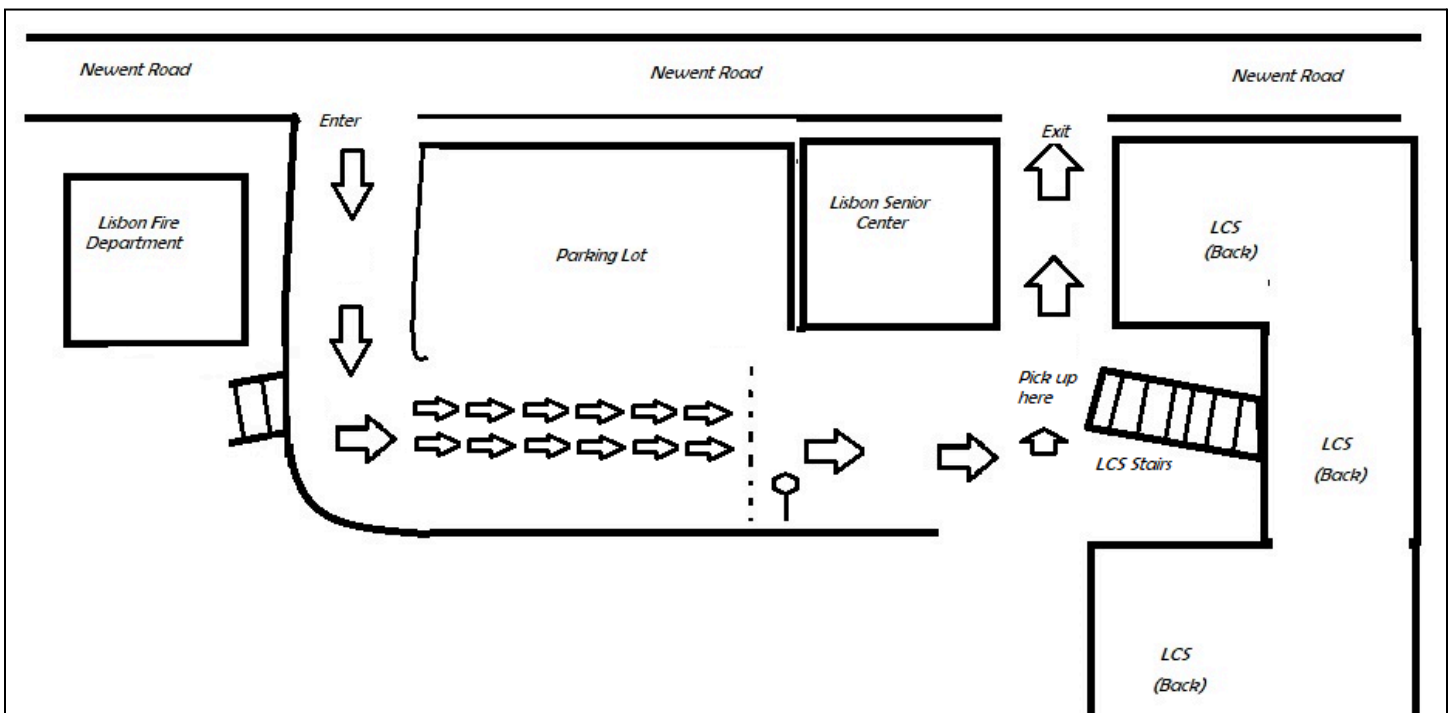 Newent Road
Newent Road
Newent Road
Enter
Exit
Lisbon Fire
Department
Parking Lot
Lisbon Senior
Center
LCS
(Back)
Pick up
here
LCS Stairs
LCS
(Back)
LCS
(Back)